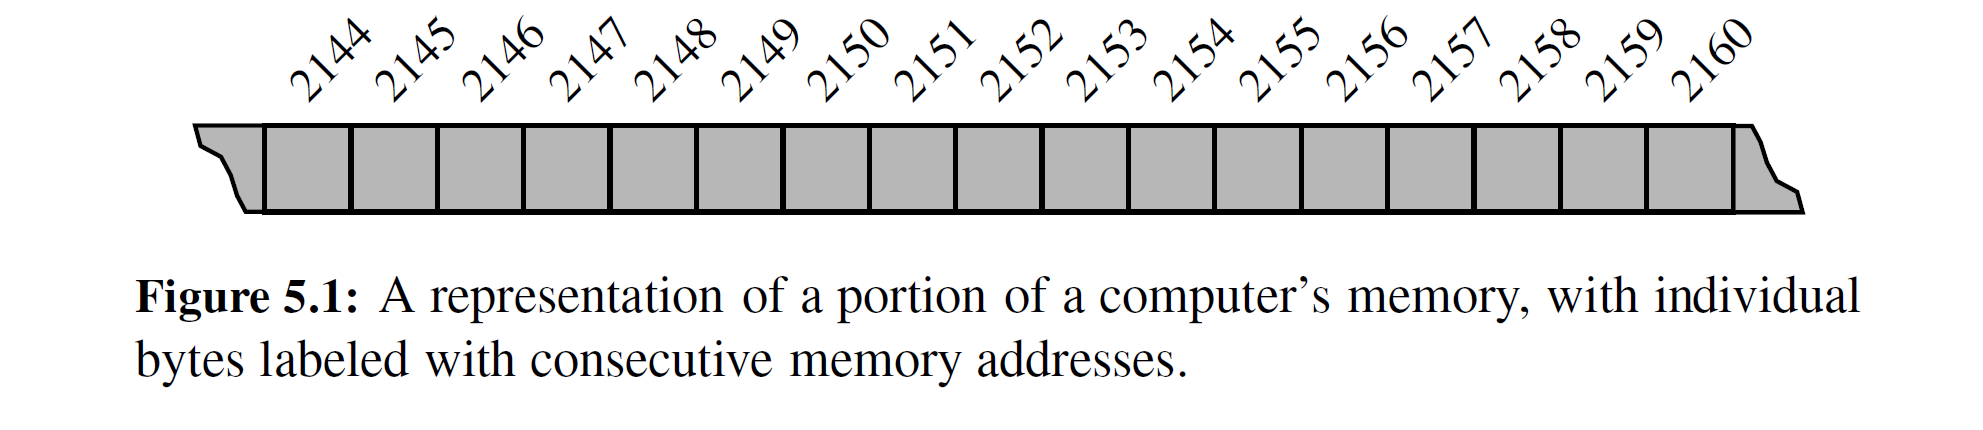 2144 2145 2146 2147 2148 2149 2150 2151 2152 2153 2154 2155 2156 2157 2158 2159 2160
Figure 5.1: A representation of a portion of a computer’s memory, with individual
bytes labeled with consecutive memory addresses.